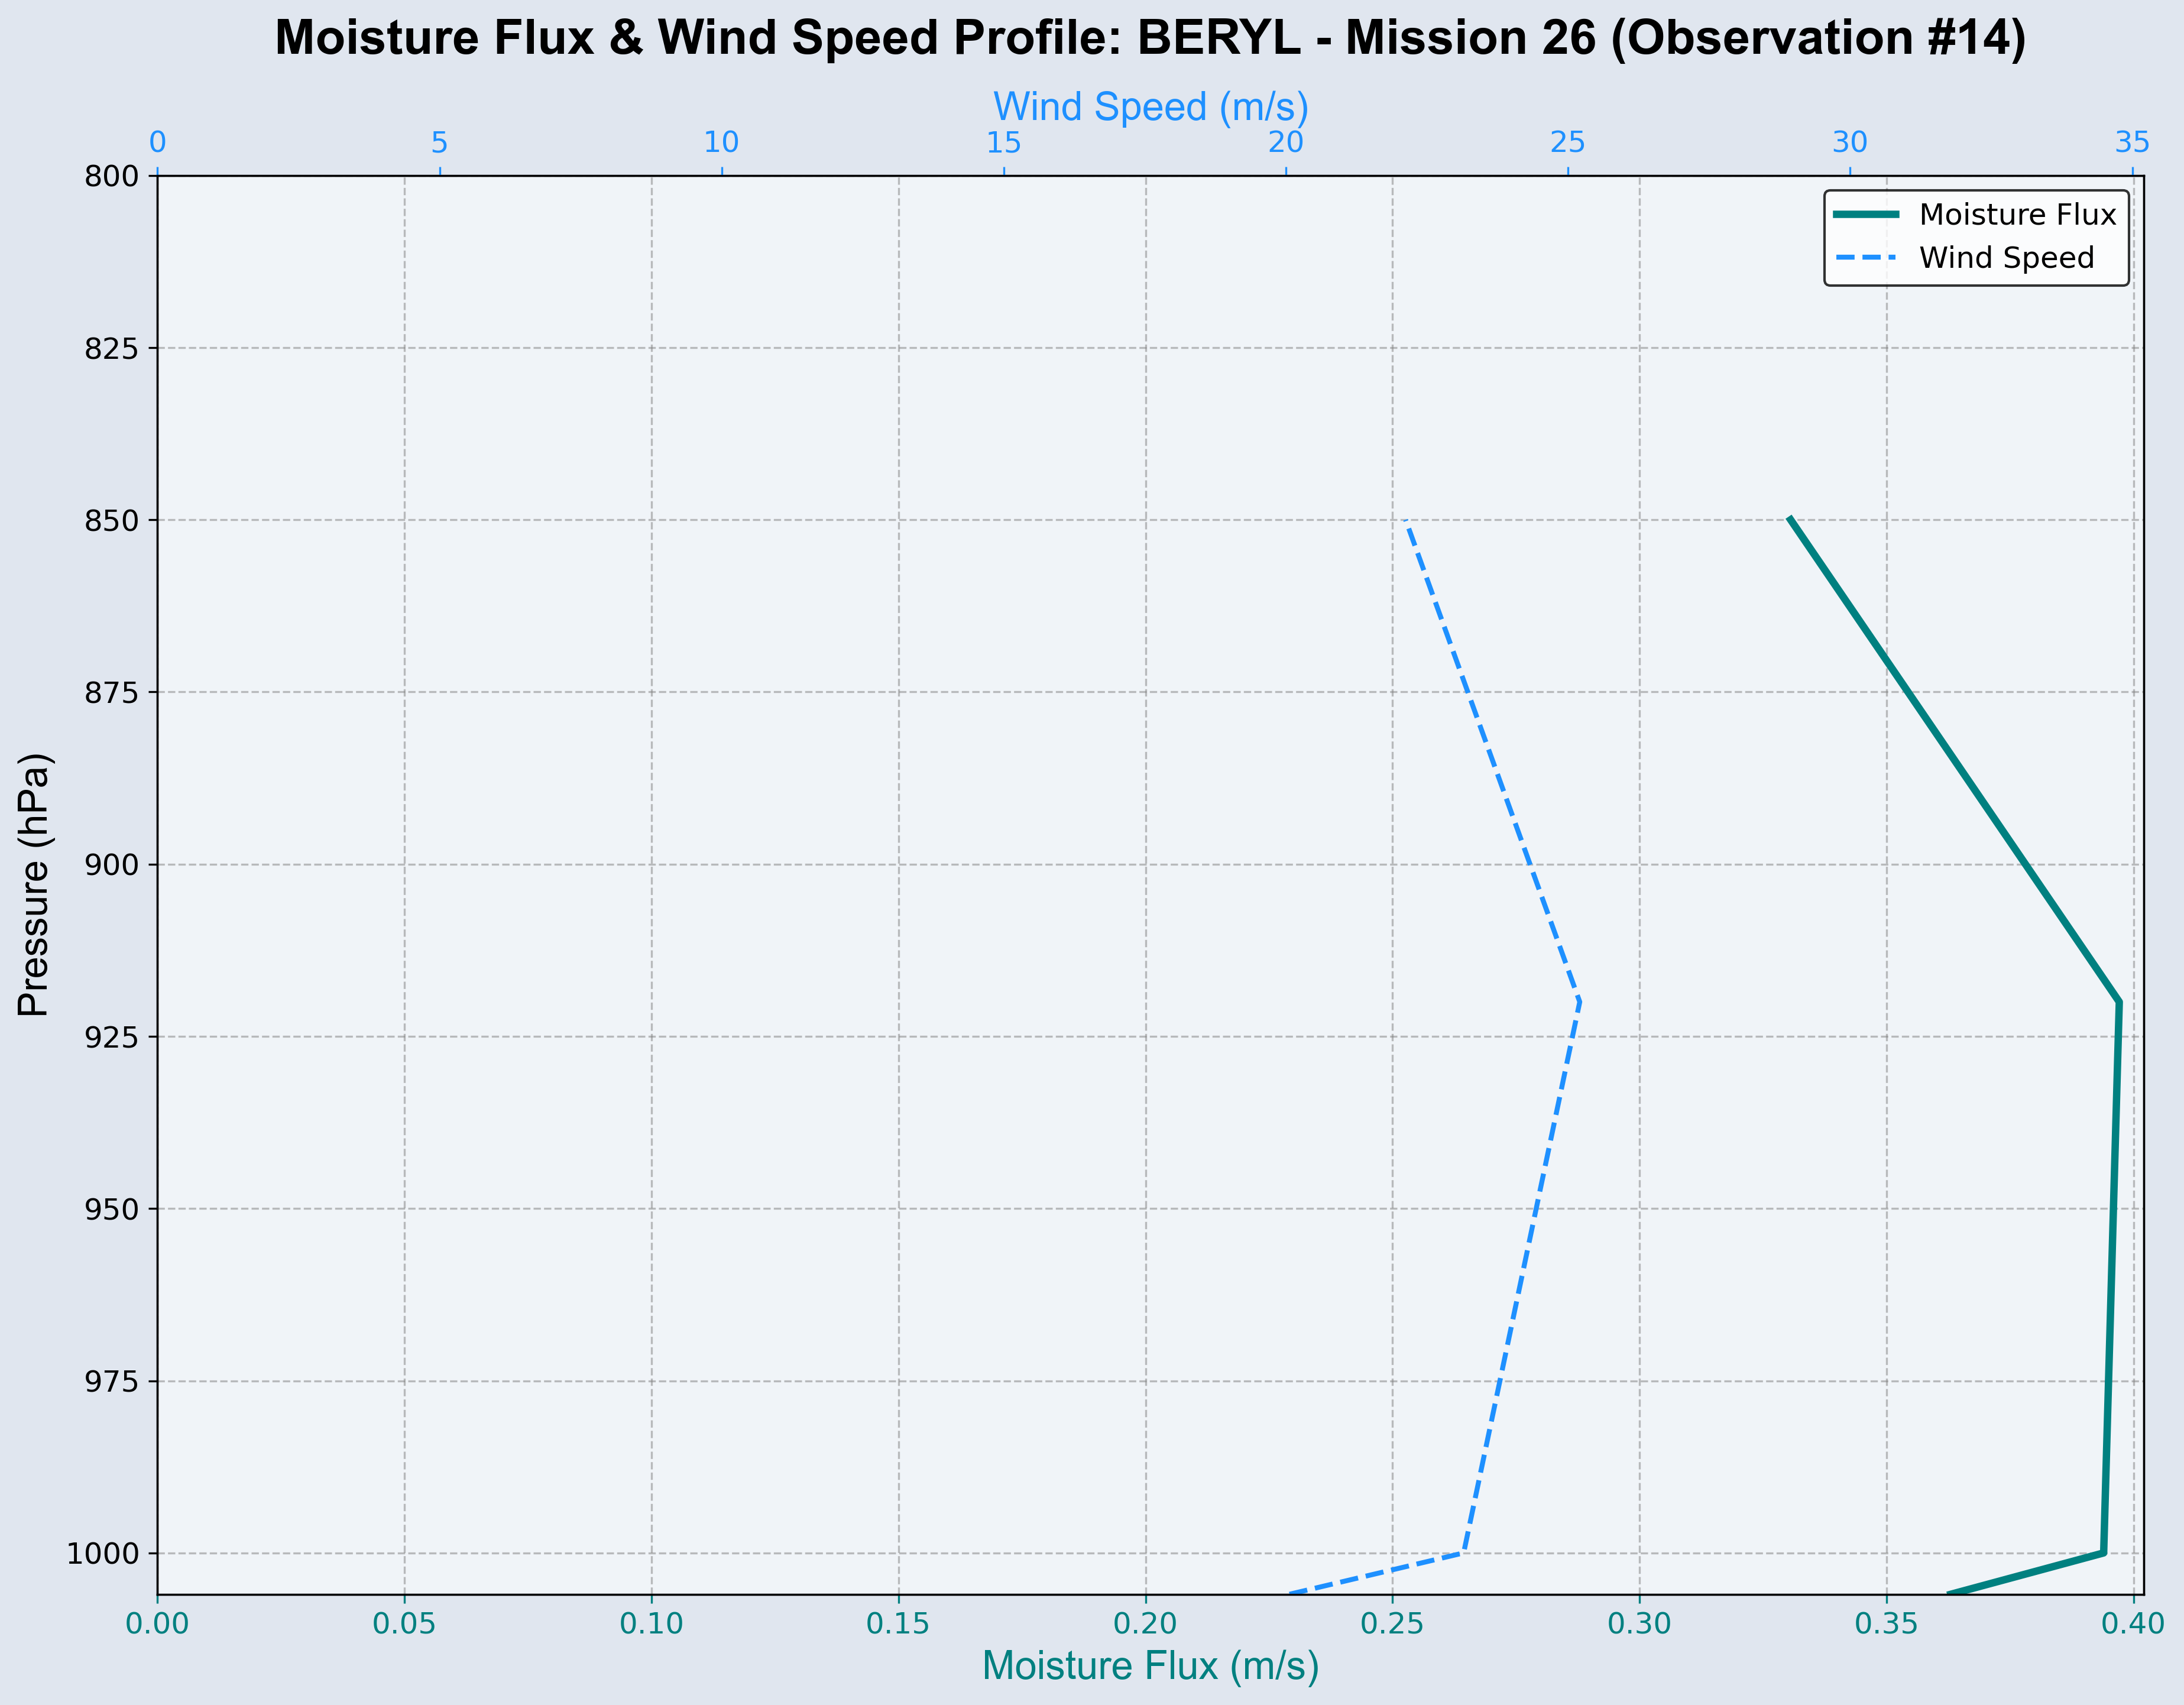 Moisture Flux & Wind Speed Profile: BERYL - Mission 26 (Observation #14)
Wind Speed (m/s)
0 5 10 15 20 25 30 35
Moisture Flux
Wind Speed
800
825
850
875
900
925
950
975
1000
Pressure (hPa)
0.00 0.05 0.10 0.15 0.20 0.25 0.30 0.35 0.40
Moisture Flux (m/s)